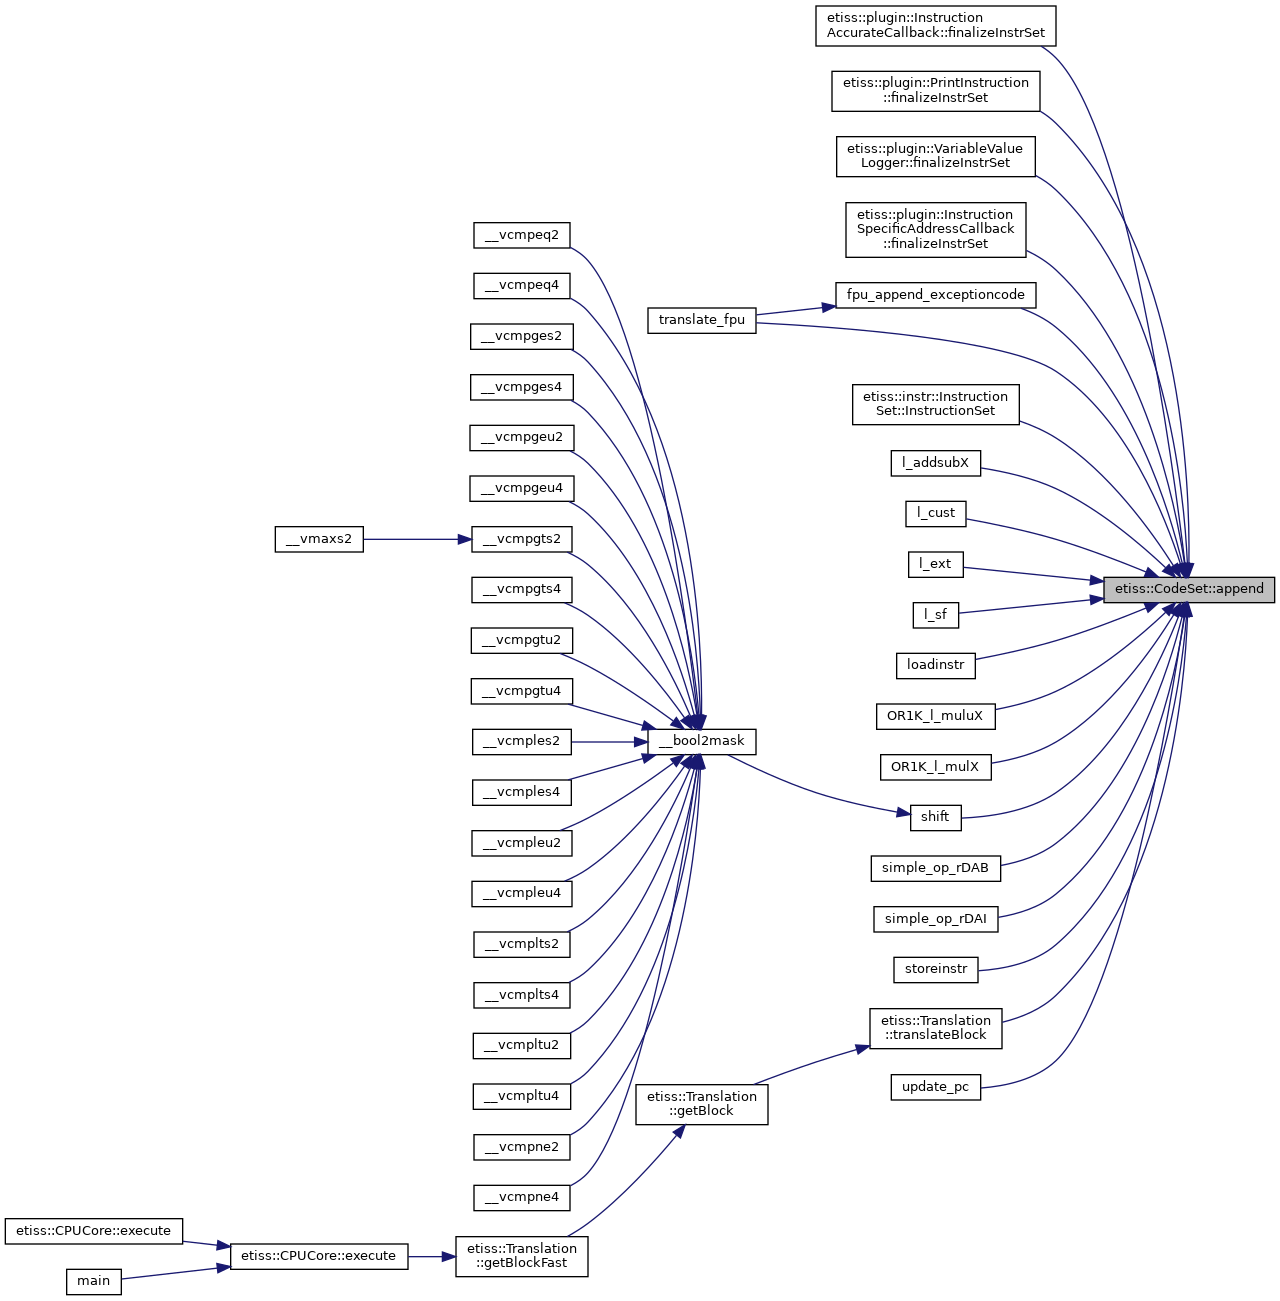 etiss::plugin::Instruction
AccurateCallback::finalizeInstrSet
etiss::plugin::PrintInstruction
::finalizeInstrSet
etiss::plugin::VariableValue
Logger::finalizeInstrSet
etiss::plugin::Instruction
SpecificAddressCallback
::finalizeInstrSet
fpu_append_exceptioncode
translate_fpu
etiss::instr::Instruction
Set::InstructionSet
l_addsubX
l_cust
l_ext
l_sf
loadinstr
OR1K_l_muluX
OR1K_l_mulX
shift
simple_op_rDAB
simple_op_rDAI
storeinstr
etiss::Translation
::translateBlock
update_pc
etiss::CodeSet::append
__vcmpeq2
__vcmpeq4
__vcmpges2
__vcmpges4
__vcmpgeu2
__vcmpgeu4
__vmaxs2
__vcmpgts2
__vcmpgts4
__vcmpgtu2
__vcmpgtu4
__vcmples2
__vcmples4
__vcmpleu2
__vcmpleu4
__vcmplts2
__vcmplts4
__vcmpltu2
__vcmpltu4
__vcmpne2
__vcmpne4
__bool2mask
etiss::Translation
::getBlock
etiss::Translation
::getBlockFast
etiss::CPUCore::execute
etiss::CPUCore::execute
main